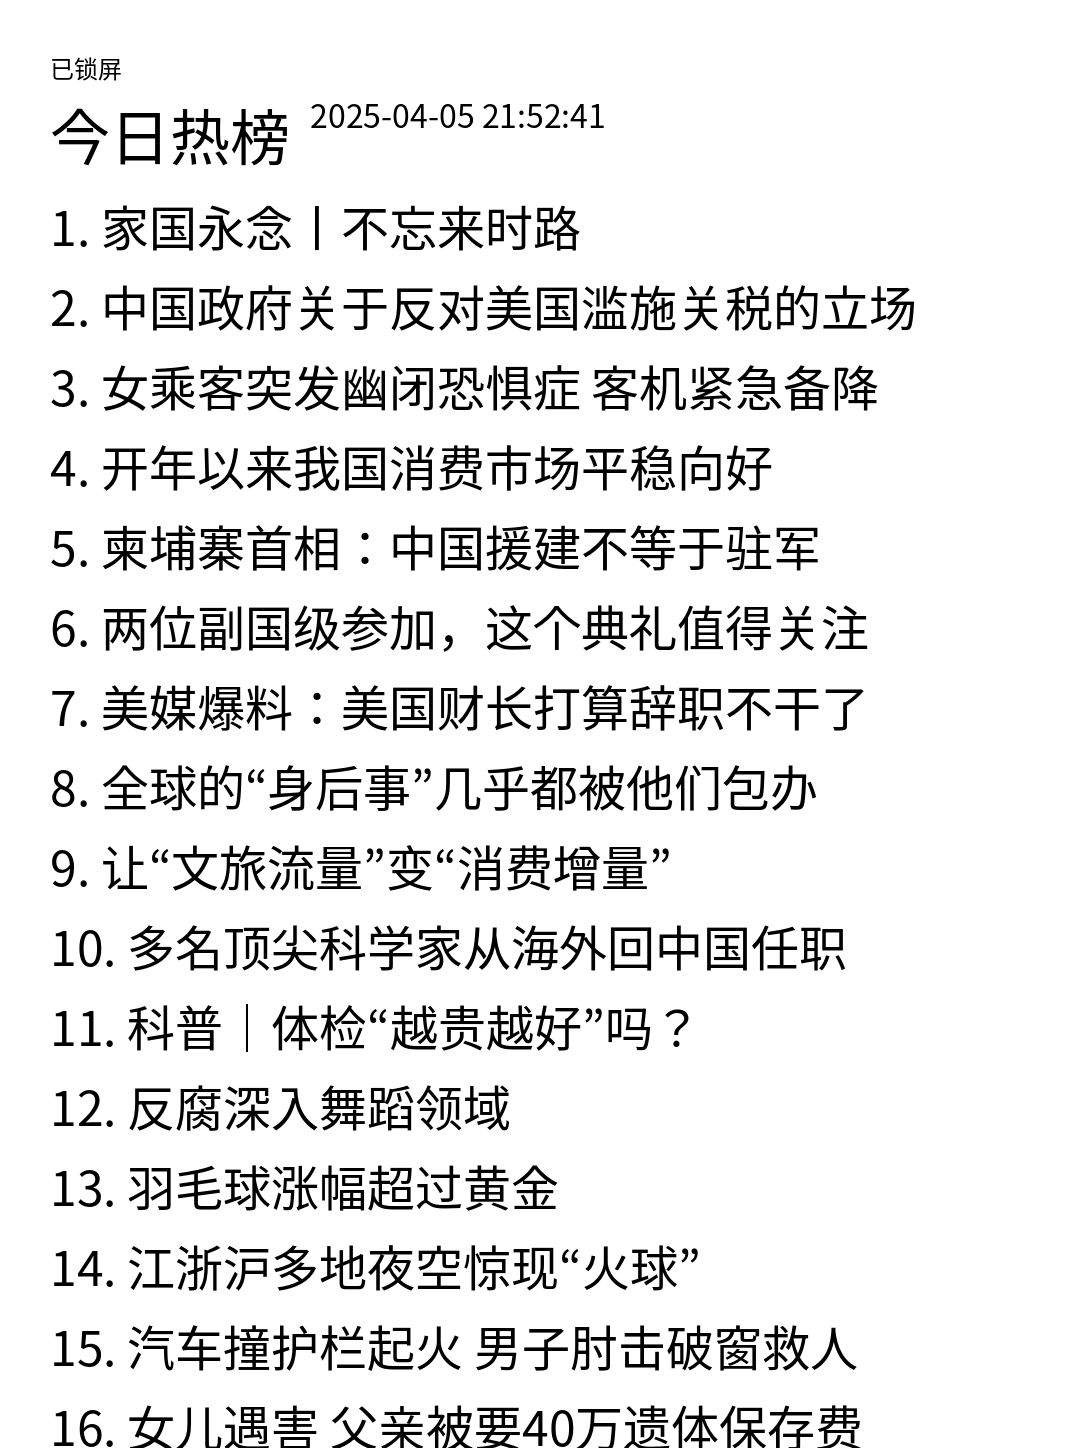 已锁屏
今日热榜 2025-04-05 21:52:41
1. 家国永念丨不忘来时路
2. 中国政府关于反对美国滥施关税的立场
3. 女乘客突发幽闭恐惧症 客机紧急备降
4. 开年以来我国消费市场平稳向好
5. 柬埔寨首相：中国援建不等于驻军
6. 两位副国级参加，这个典礼值得关注
7. 美媒爆料：美国财长打算辞职不干了
8. 全球的“身后事”几乎都被他们包办
9. 让“文旅流量”变“消费增量”
10. 多名顶尖科学家从海外回中国任职
11. 科普｜体检“越贵越好”吗？
12. 反腐深入舞蹈领域
13. 羽毛球涨幅超过黄金
14. 江浙沪多地夜空惊现“火球”
15. 汽车撞护栏起火 男子肘击破窗救人
16. 女儿遇害 父亲被要40万遗体保存费